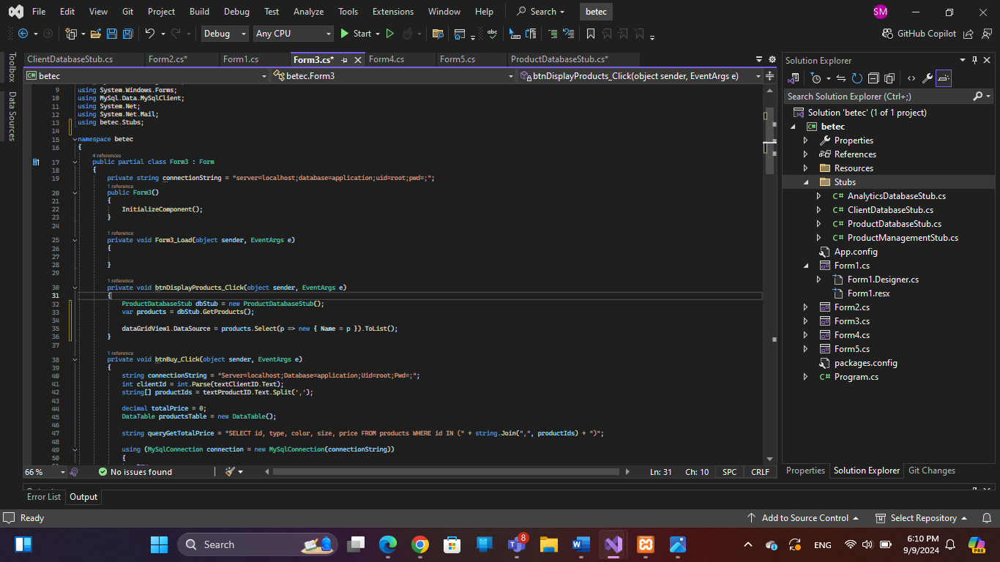 File Edit View Git Project Build Debug Test Analyze Tools Extensions Window Help Search betec SM
Debug Any CPU Start GitHub Copilot
Toolbox
Data Sources
ClientDatabaseStub.cs Form2.cs* Form1.cs Form3.cs* Form4.cs Form5.cs ProductDatabaseStub.cs*
betec betec.Form3 btnDisplayProducts_Click(object sender, EventArgs e)
9 using System.Windows.Forms;
10 using MySql.Data.MySqlClient;
11 using System.Net;
12 using System.Net.Mail;
13 using betec.Stubs;
14
15 namespace betec
16 {
4 references
17 public partial class Form3 : Form
18 {
19 private string connectionString = "server=localhost;database=application;uid=root;pwd=;";
1 reference
20 public Form3()
21 {
22 InitializeComponent();
23 }
24
1 reference
25 private void Form3_Load(object sender, EventArgs e)
26 {
27
28 }
29
1 reference
30 private void btnDisplayProducts_Click(object sender, EventArgs e)
31 {
32 ProductDatabaseStub dbStub = new ProductDatabaseStub();
33 var products = dbStub.GetProducts();
34
35 dataGridView1.DataSource = products.Select(p => new { Name = p }).ToList();
36 }
37
1 reference
38 private void btnBuy_Click(object sender, EventArgs e)
39 {
40 string connectionString = "Server=localhost;Database=application;Uid=root;Pwd=;";
41 int clientId = int.Parse(textClientID.Text);
42 string[] productIds = textProductID.Text.Split(',');
43
44 decimal totalPrice = 0;
45 DataTable productsTable = new DataTable();
46
47 string queryGetTotalPrice = "SELECT id, type, color, size, price FROM products WHERE id IN (" + string.Join(",", productIds) + ")";
48
49 using (MySqlConnection connection = new MySqlConnection(connectionString))
50 {
66 % No issues found Ln: 31 Ch: 10 SPC CRLF
Solution Explorer
Search Solution Explorer (Ctrl+;)
Solution 'betec' (1 of 1 project)
C# betec
Properties
References
Resources
Stubs
C# AnalyticsDatabaseStub.cs
C# ClientDatabaseStub.cs
C# ProductDatabaseStub.cs
C# ProductManagementStub.cs
App.config
Form1.cs
Form1.Designer.cs
Form1.resx
Form2.cs
Form3.cs
Form4.cs
Form5.cs
packages.config
C# Program.cs
Properties Solution Explorer Git Changes
Error List Output
Ready Add to Source Control Select Repository
Search 8 ENG 6:10 PM
9/9/2024
PRE